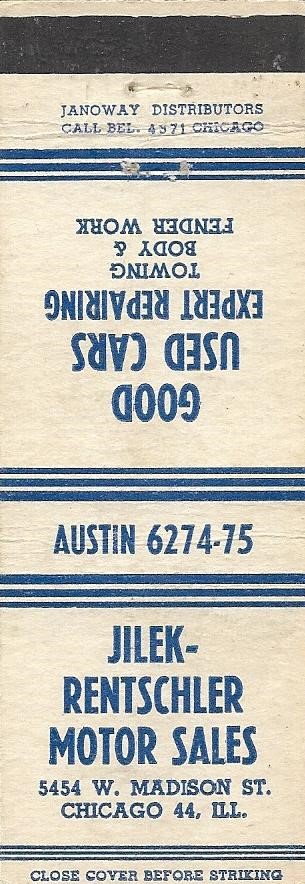 JANOWAY DISTRIBUTORS
CALL BEL. 4371 CHICAGO
GOOD
USED CARS
EXPERT REPAIRING
TOWING
BODY &
FENDER WORK
AUSTIN 6274-75
JILEK-
RENTSCHLER
MOTOR SALES
5454 W. MADISON ST.
CHICAGO 44, ILL.
CLOSE COVER BEFORE STRIKING